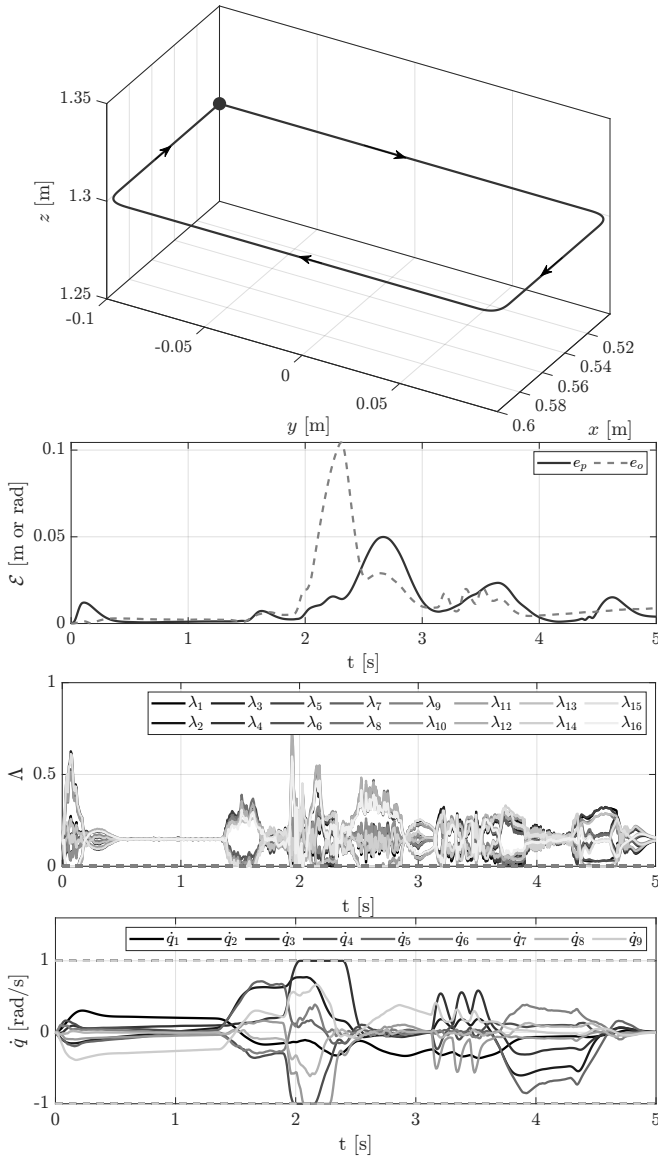 1.35
1.3
1.25
z [m]
-0.1
-0.05
0
0.05
0.6
0.58
0.56
0.54
0.52
y [m]
x [m]
0.1
0.05
0
ℰ [m or rad]
e_p e_o
0 1 2 3 4 5
t [s]
1
0.5
0
Λ
λ_1 λ_3 λ_5 λ_7 λ_9 λ_11 λ_13 λ_15
λ_2 λ_4 λ_6 λ_8 λ_10 λ_12 λ_14 λ_16
0 1 2 3 4 5
t [s]
1
0
-1
q̇ [rad/s]
q̇_1 q̇_2 q̇_3 q̇_4 q̇_5 q̇_6 q̇_7 q̇_8 q̇_9
0 1 2 3 4 5
t [s]